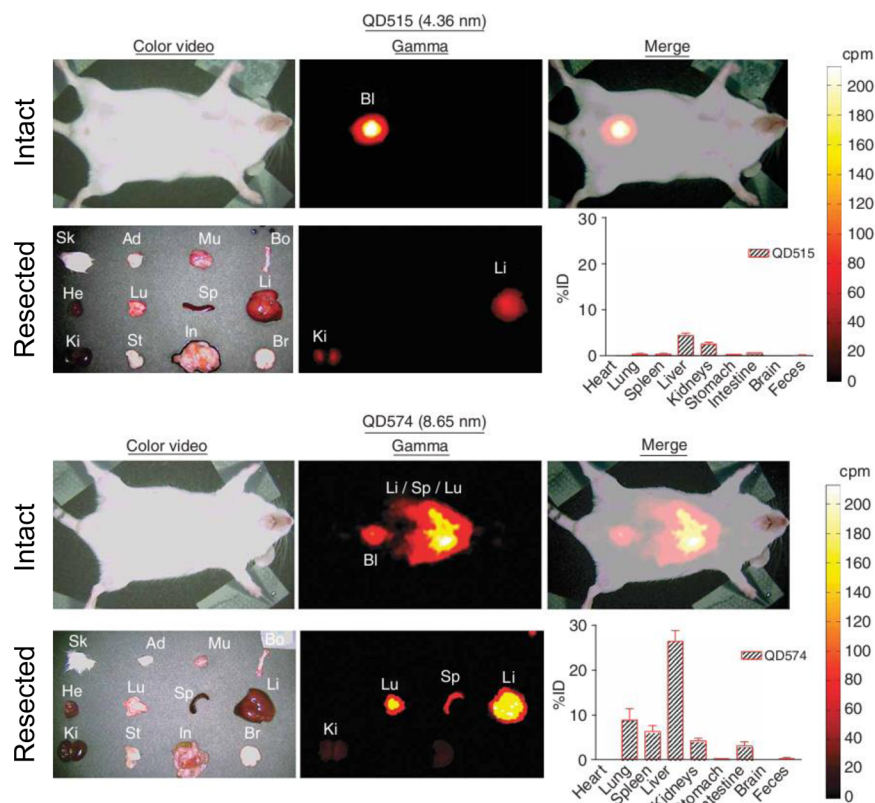 QD515 (4.36 nm)
Color video Gamma Merge
cpm
Intact
Bl
200
180
160
140
120
100
80
60
40
20
0
Resected
Sk Ad Mu Bo
He Lu Sp Li
Ki St In Br
Li
Ki
30
20
10
0
%ID
QD515
Heart Lung Spleen Liver Kidneys Stomach Intestine Brain Feces
QD574 (8.65 nm)
Color video Gamma Merge
cpm
Intact
Li / Sp / Lu
Bl
200
180
160
140
120
100
80
60
40
20
0
Resected
Sk Ad Mu Bo
He Lu Sp Li
Ki St In Br
Lu Sp Li
Ki
30
20
10
0
%ID
QD574
Heart Lung Spleen Liver Kidneys Stomach Intestine Brain Feces